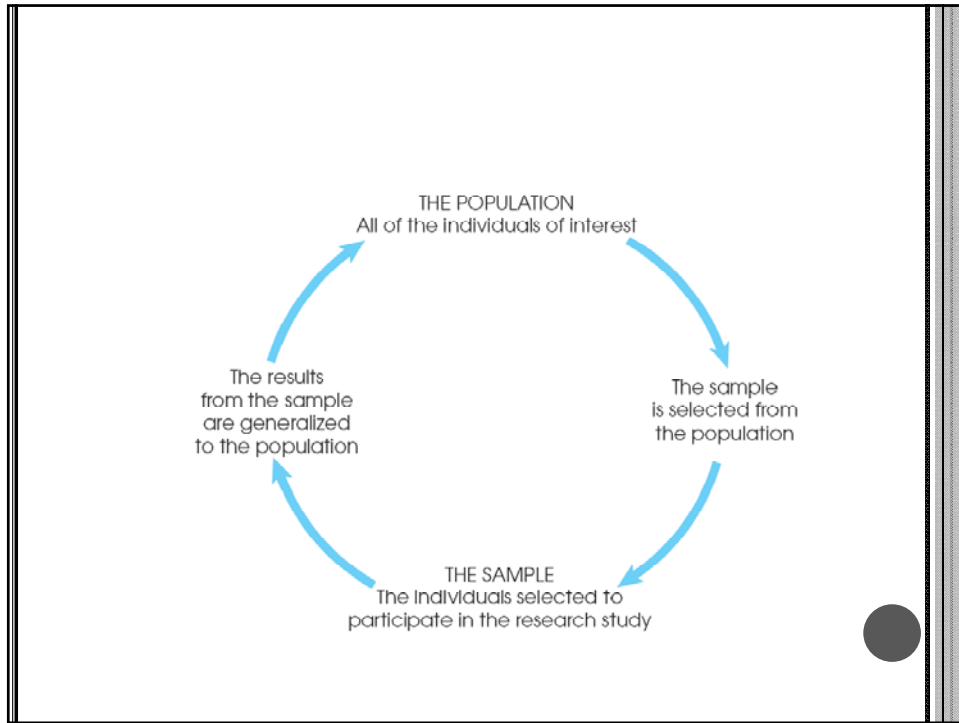 THE POPULATION
All of the individuals of interest
The sample
is selected from
the population
THE SAMPLE
The individuals selected to
participate in the research study
The results
from the sample
are generalized
to the population